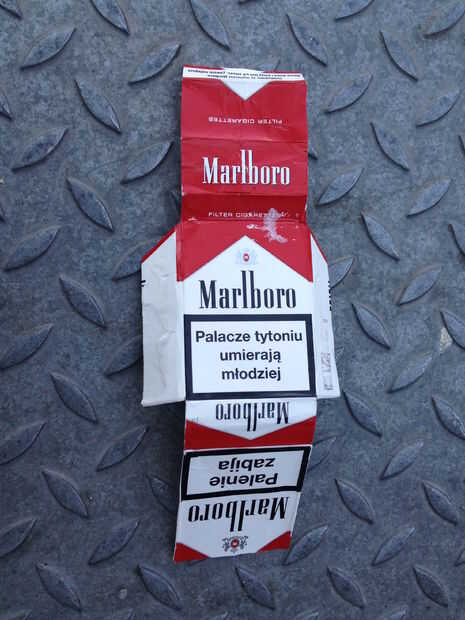 FILTER CIGARETTES
Marlboro
FILTER CIGARETTES
Marlboro
Palacze tytoniu
umierają
młodziej
Marlboro
Palenie
zabija
Marlboro